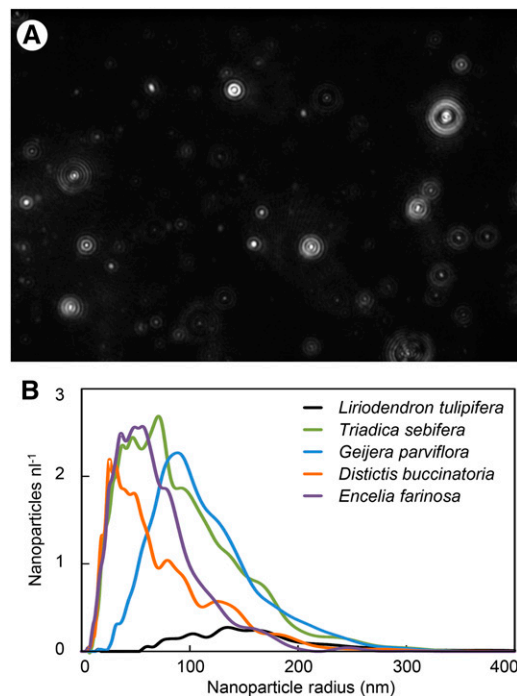 A
B
3
2
1
0
Nanoparticles nl⁻¹
Liriodendron tulipifera
Triadica sebifera
Geijera parviflora
Distictis buccinatoria
Encelia farinosa
0
100
200
300
400
Nanoparticle radius (nm)